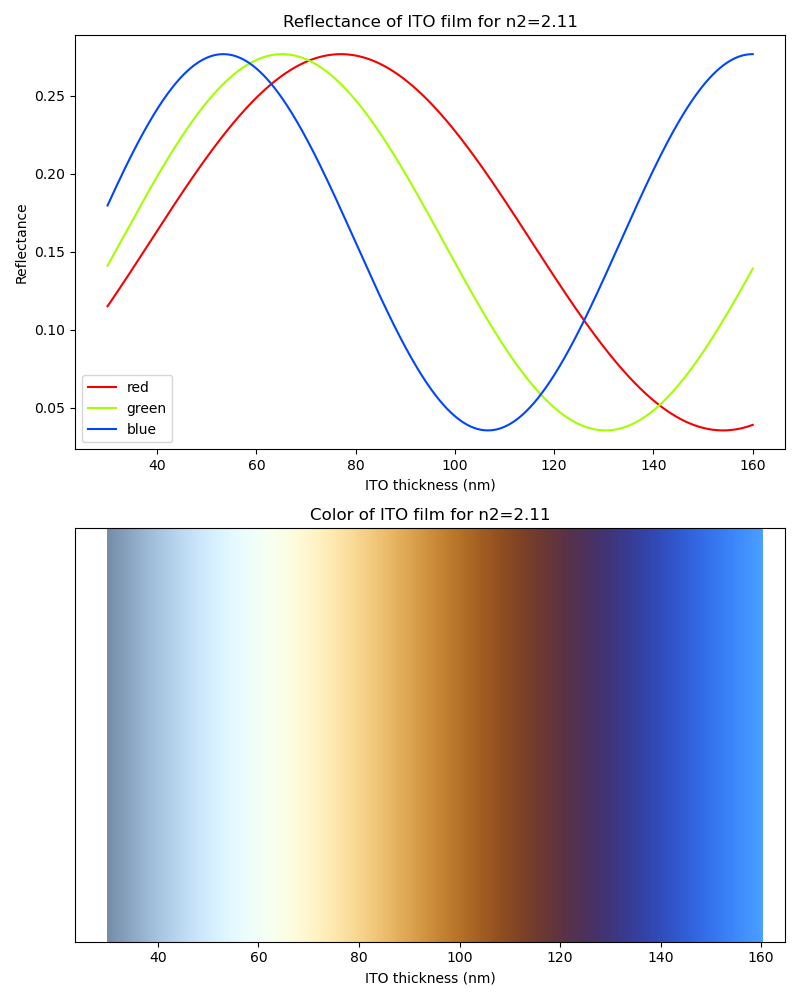 Reflectance of ITO film for n2=2.11
Reflectance
0.25
0.20
0.15
0.10
0.05
red
green
blue
40 60 80 100 120 140 160
ITO thickness (nm)
Color of ITO film for n2=2.11
40 60 80 100 120 140 160
ITO thickness (nm)